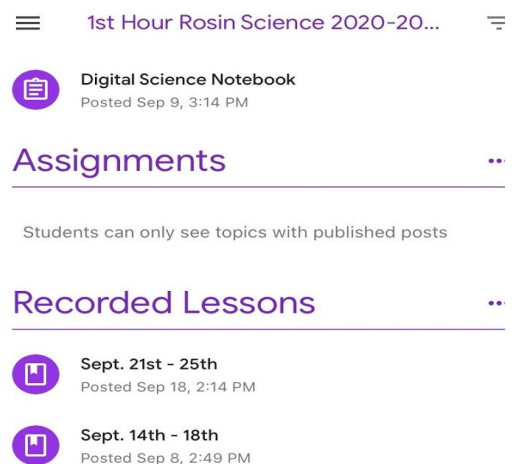 1st Hour Rosin Science 2020-20...
Digital Science Notebook
Posted Sep 9, 3:14 PM
Assignments
Students can only see topics with published posts
Recorded Lessons
Sept. 21st - 25th
Posted Sep 18, 2:14 PM
Sept. 14th - 18th
Posted Sep 8, 2:49 PM